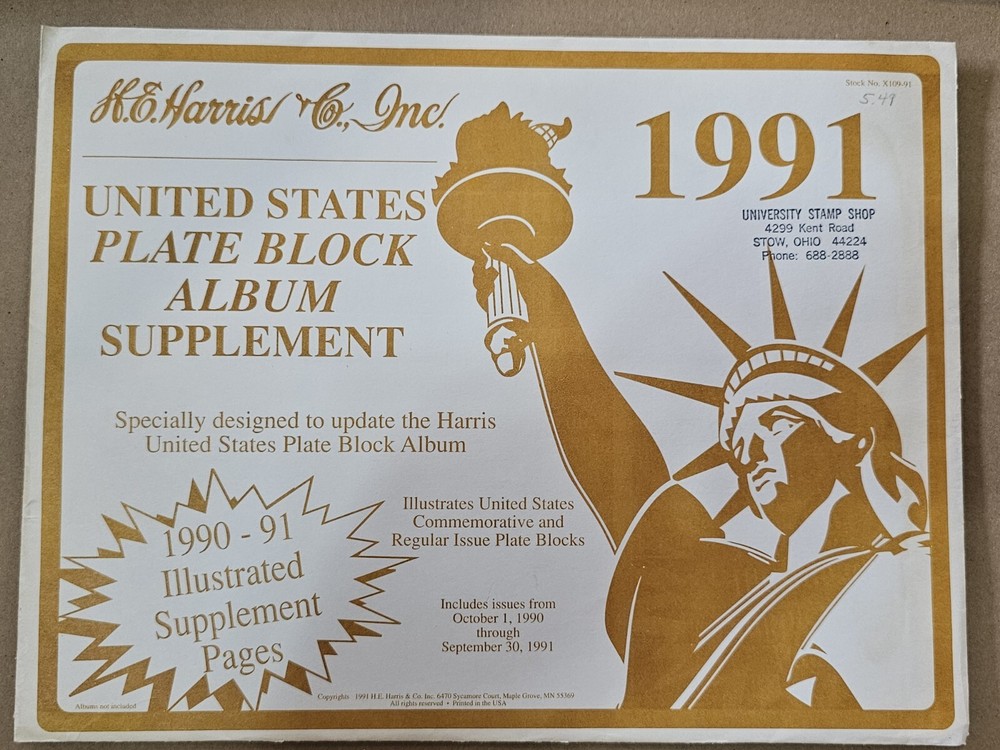 H.E. Harris & Co., Inc.
Stock No. X109-91
5.49
1991
UNITED STATES
PLATE BLOCK
ALBUM
SUPPLEMENT
UNIVERSITY STAMP SHOP
4299 Kent Road
STOW, OHIO 44224
Phone: 688-2888
Specially designed to update the Harris
United States Plate Block Album
1990 - 91
Illustrated
Supplement
Pages
Illustrates United States
Commemorative and
Regular Issue Plate Blocks
Includes issues from
October 1, 1990
through
September 30, 1991
Albums not included
Copyrights 1991 H.E. Harris & Co. Inc. 6470 Sycamore Court, Maple Grove, MN 55369
All rights reserved • Printed in the USA